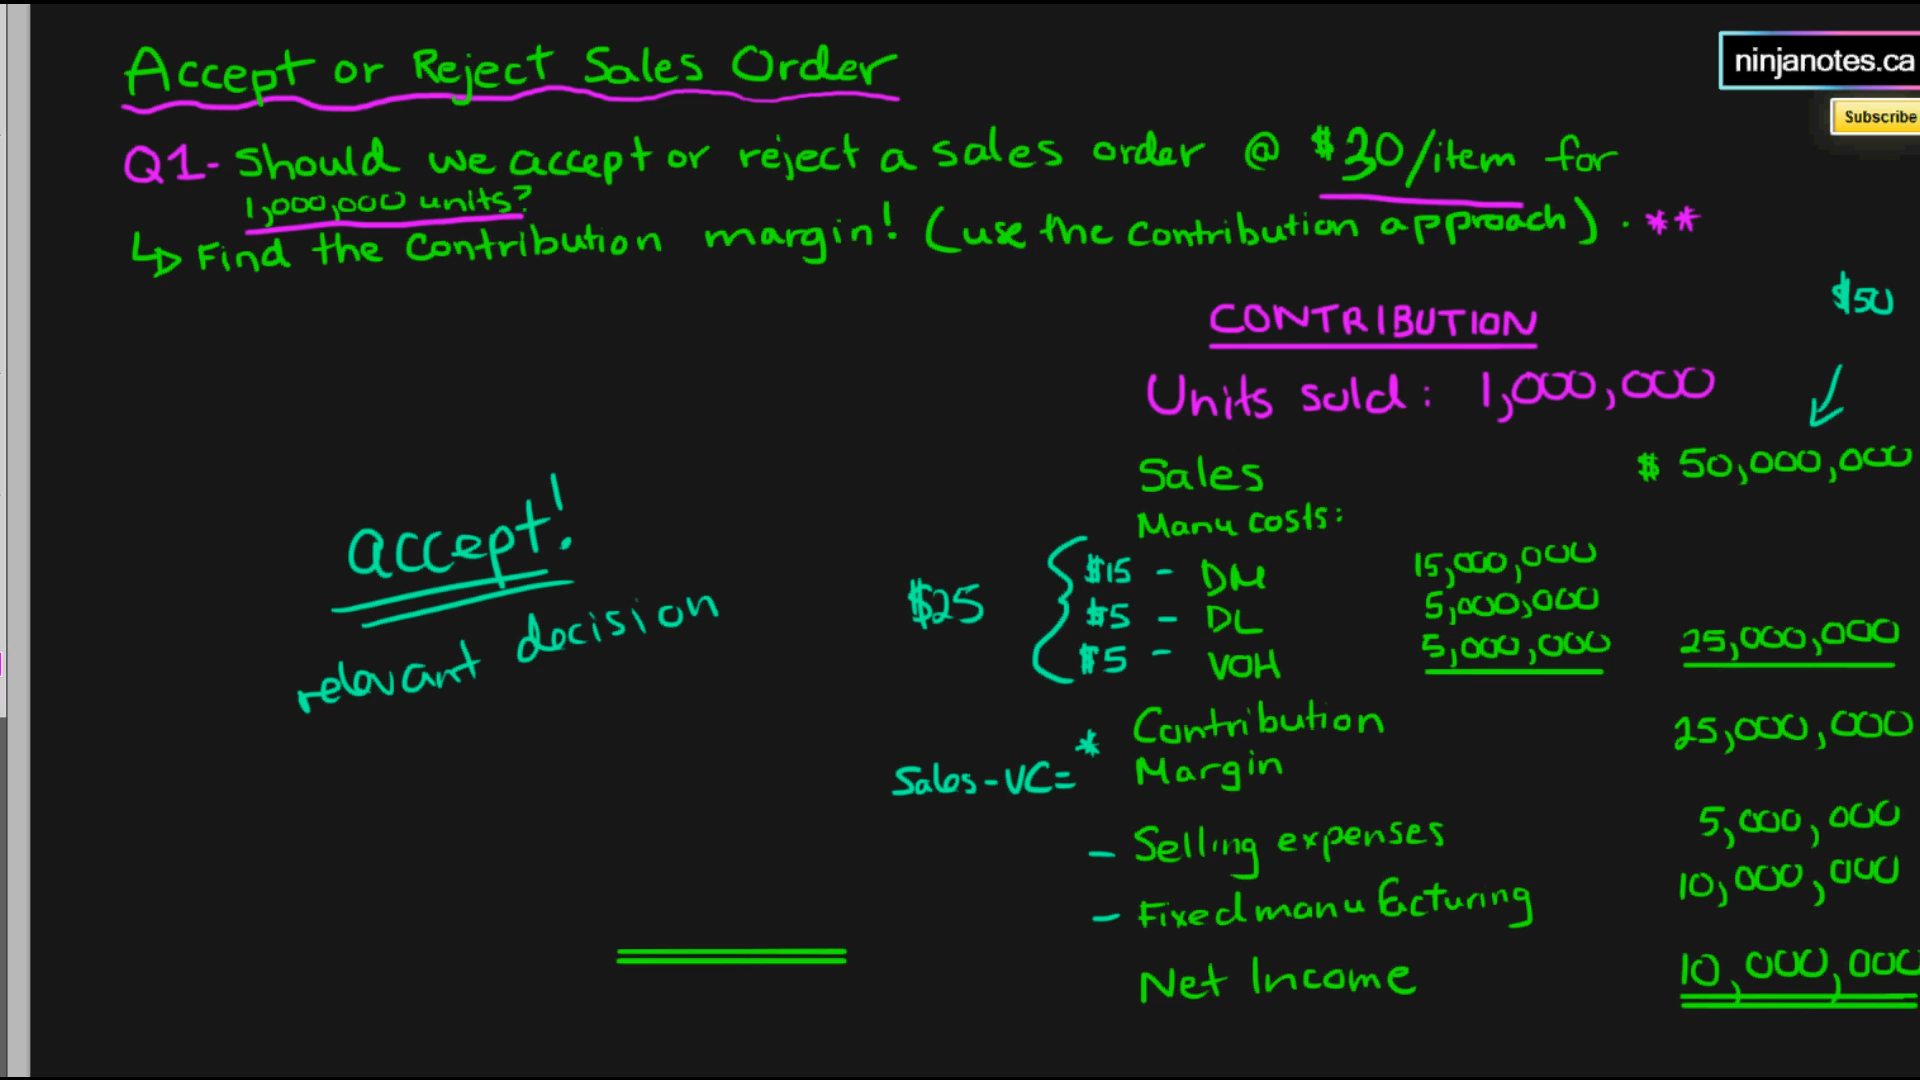 Accept or Reject Sales Order
ninjanotes.ca
Subscribe
Q1- Should we accept or reject a sales order @ $30/item for
1,000,000 units?
↳ Find the contribution margin! (use the contribution approach). **
$50
CONTRIBUTION
Units sold: 1,000,000
Sales $ 50,000,000
Manu costs:
$15 - DM 15,000,000
$25 $5 - DL 5,000,000
$5 - VOH 5,000,000 25,000,000
accept!
relevant decision
* Contribution 25,000,000
Sales-VC= Margin
- Selling expenses 5,000,000
- Fixed manufacturing 10,000,000
Net Income 10,000,000